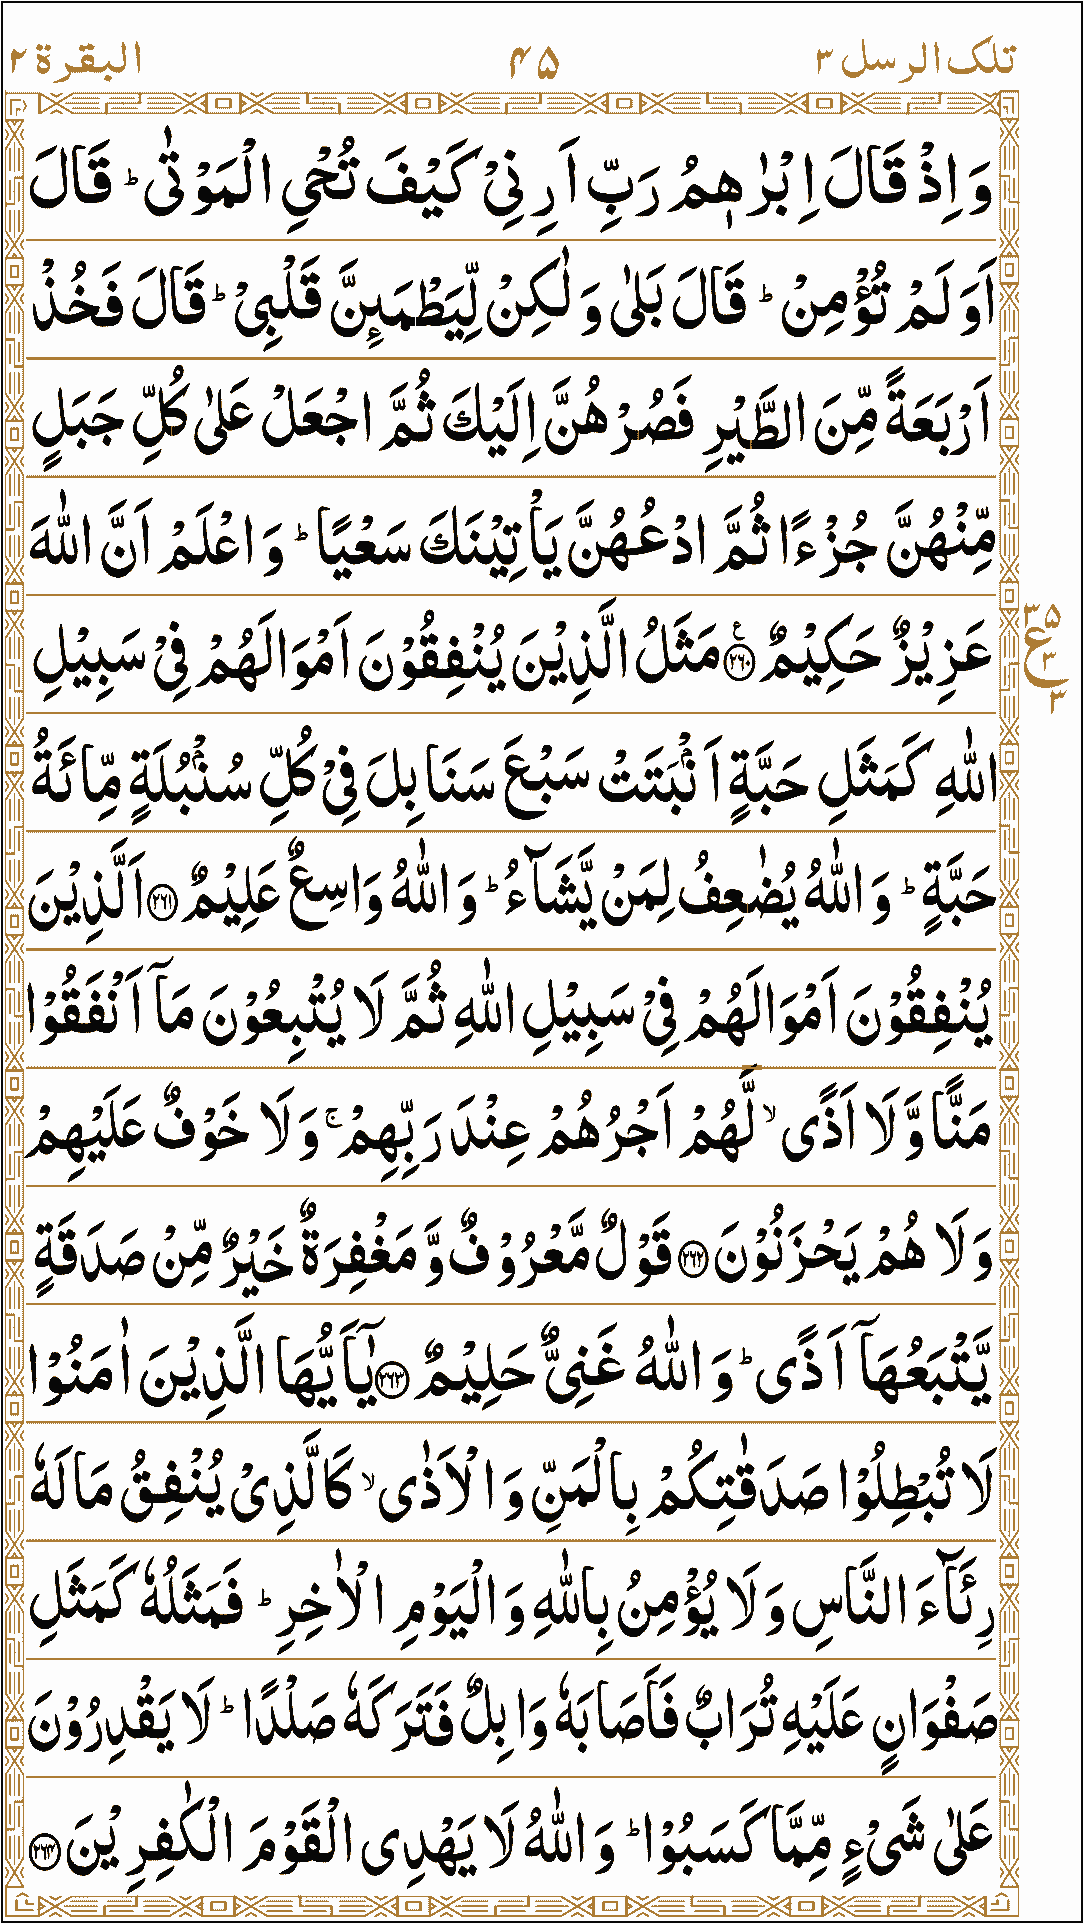 تلک الرسل ۳ ۴۵ البقرة ۲
وَ اِذْ قَالَ اِبْرٰهٖمُ رَبِّ اَرِنِیْ كَیْفَ تُحْیِ الْمَوْتٰیؕ قَالَ
اَوَ لَمْ تُؤْمِنْؕ قَالَ بَلٰی وَ لٰكِنْ لِّیَطْمَىِٕنَّ قَلْبِیْؕ قَالَ فَخُذْ
اَرْبَعَةً مِّنَ الطَّیْرِ فَصُرْهُنَّ اِلَیْكَ ثُمَّ اجْعَلْ عَلٰی كُلِّ جَبَلٍ
مِّنْهُنَّ جُزْءًا ثُمَّ ادْعُهُنَّ یَاْتِیْنَكَ سَعْیًاؕ وَ اعْلَمْ اَنَّ اللّٰهَ
عَزِیْزٌ حَكِیْمٌ ﴿۲۶۰﴾ ع مَثَلُ الَّذِیْنَ یُنْفِقُوْنَ اَمْوَالَهُمْ فِیْ سَبِیْلِ
۳۵ ع ۳ ۳
اللّٰهِ كَمَثَلِ حَبَّةٍ اَنْۢبَتَتْ سَبْعَ سَنَابِلَ فِیْ كُلِّ سُنْۢبُلَةٍ مِّائَةُ
حَبَّةٍؕ وَ اللّٰهُ یُضٰعِفُ لِمَنْ یَّشَآءُؕ وَ اللّٰهُ وَاسِعٌ عَلِیْمٌ ﴿۲۶۱﴾ اَلَّذِیْنَ
یُنْفِقُوْنَ اَمْوَالَهُمْ فِیْ سَبِیْلِ اللّٰهِ ثُمَّ لَا یُتْبِعُوْنَ مَاۤ اَنْفَقُوْا
مَنًّا وَّ لَاۤ اَذًیۙ لَّهُمْ اَجْرُهُمْ عِنْدَ رَبِّهِمْۚ وَ لَا خَوْفٌ عَلَیْهِمْ
وَ لَا هُمْ یَحْزَنُوْنَ ﴿۲۶۲﴾ قَوْلٌ مَّعْرُوْفٌ وَّ مَغْفِرَةٌ خَیْرٌ مِّنْ صَدَقَةٍ
یَّتْبَعُهَاۤ اَذًیؕ وَ اللّٰهُ غَنِیٌّ حَلِیْمٌ ﴿۲۶۳﴾ یٰۤاَیُّهَا الَّذِیْنَ اٰمَنُوْا
لَا تُبْطِلُوْا صَدَقٰتِكُمْ بِالْمَنِّ وَ الْاَذٰیۙ كَالَّذِیْ یُنْفِقُ مَالَهٗ
رِئَآءَ النَّاسِ وَ لَا یُؤْمِنُ بِاللّٰهِ وَ الْیَوْمِ الْاٰخِرِؕ فَمَثَلُهٗ كَمَثَلِ
صَفْوَانٍ عَلَیْهِ تُرَابٌ فَاَصَابَهٗ وَابِلٌ فَتَرَكَهٗ صَلْدًاؕ لَا یَقْدِرُوْنَ
عَلٰی شَیْءٍ مِّمَّا كَسَبُوْاؕ وَ اللّٰهُ لَا یَهْدِی الْقَوْمَ الْكٰفِرِیْنَ ﴿۲۶۴﴾